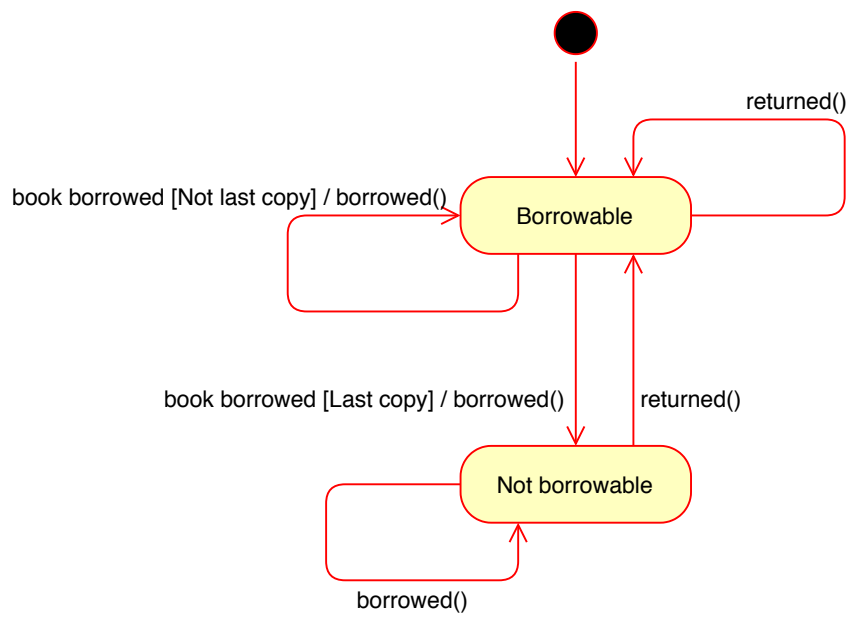 returned()
book borrowed [Not last copy] / borrowed()
Borrowable
book borrowed [Last copy] / borrowed()
returned()
Not borrowable
borrowed()